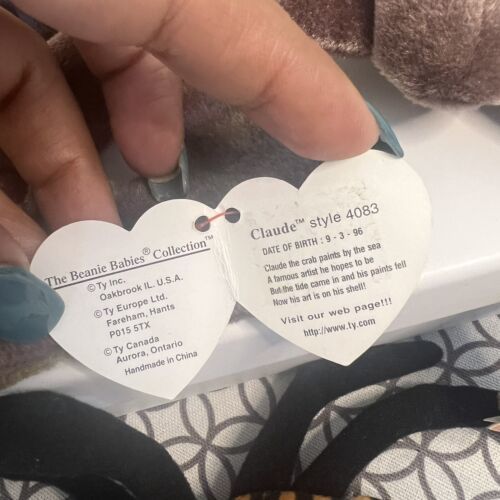 The Beanie Babies® Collection™
©Ty Inc.
Oakbrook IL. U.S.A.
©Ty Europe Ltd.
Fareham, Hants
P015 5TX
©Ty Canada
Aurora, Ontario
Handmade in China
Claude™ style 4083
DATE OF BIRTH : 9 - 3 - 96
Claude the crab paints by the sea
A famous artist he hopes to be
But the tide came in and his paints fell
Now his art is on his shell!
Visit our web page!!!
http://www.ty.com